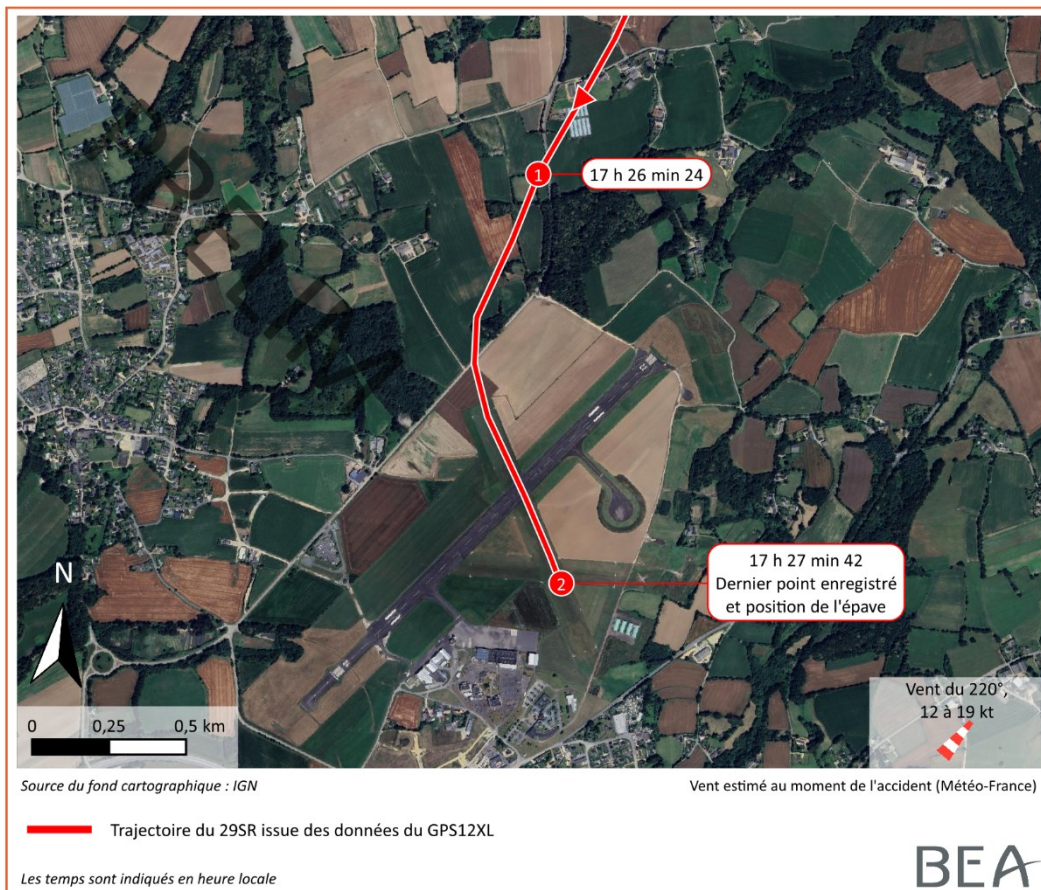 17 h 26 min 24
1
N
2
17 h 27 min 42
Dernier point enregistré
et position de l'épave
0 0,25 0,5 km
Vent du 220°,
12 à 19 kt
Source du fond cartographique : IGN
Vent estimé au moment de l'accident (Météo-France)
Trajectoire du 29SR issue des données du GPS12XL
Les temps sont indiqués en heure locale
BEA